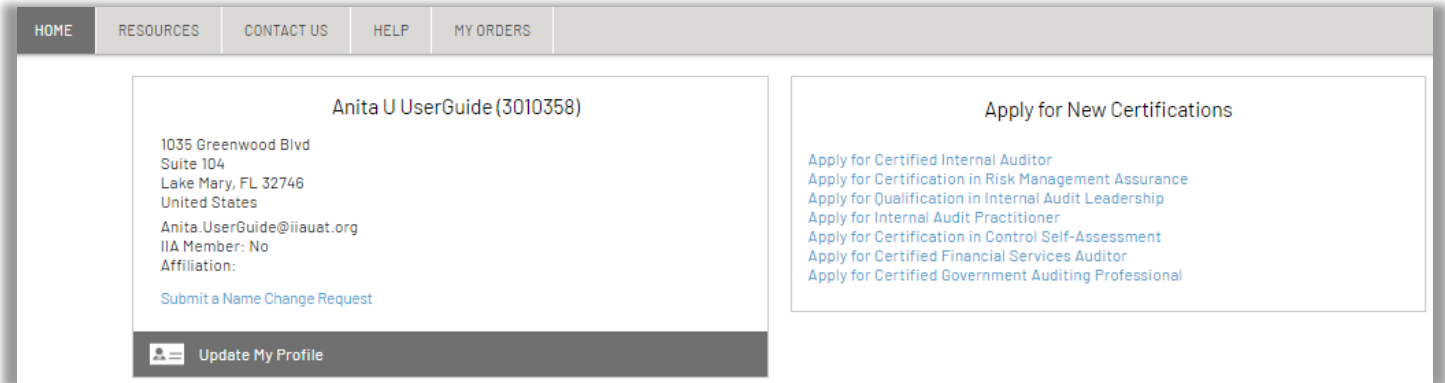 HOME RESOURCES CONTACT US HELP MY ORDERS
Anita U UserGuide (3010358)
1035 Greenwood Blvd
Suite 104
Lake Mary, FL 32746
United States
Anita.UserGuide@iiauat.org
IIA Member: No
Affiliation:
Submit a Name Change Request
Update My Profile
Apply for New Certifications
Apply for Certified Internal Auditor
Apply for Certification in Risk Management Assurance
Apply for Qualification in Internal Audit Leadership
Apply for Internal Audit Practitioner
Apply for Certification in Control Self-Assessment
Apply for Certified Financial Services Auditor
Apply for Certified Government Auditing Professional